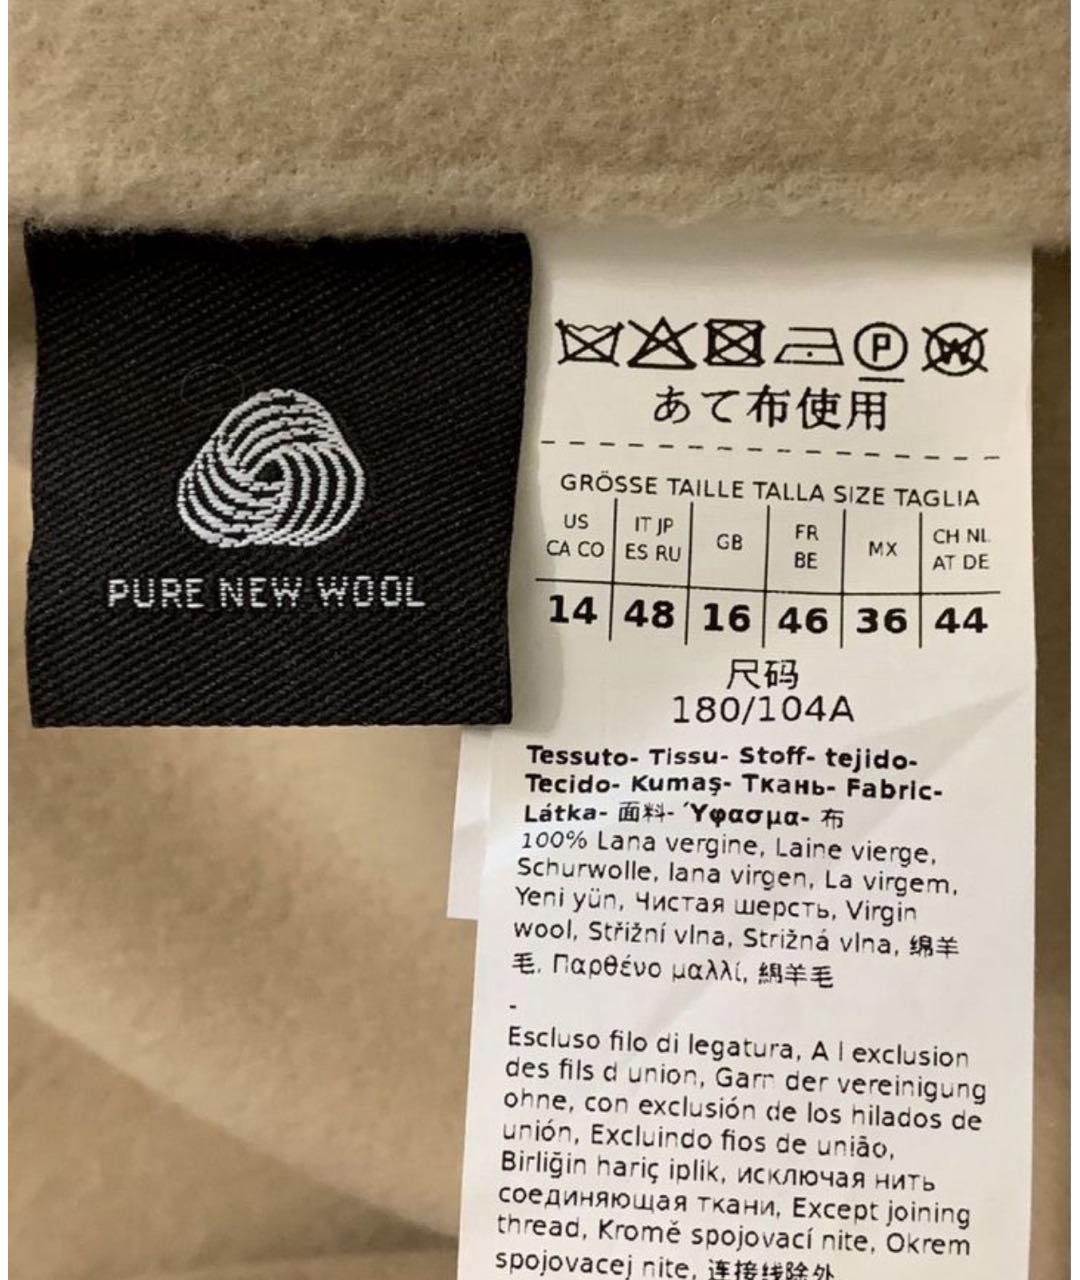 PURE NEW WOOL
P
W
あて布使用
GRÖSSE TAILLE TALLA SIZE TAGLIA
US CA CO IT JP ES RU GB FR BE MX CH NL AT DE
14 48 16 46 36 44
尺码
180/104A
Tessuto- Tissu- Stoff- tejido-
Tecido- Kumaş- Ткань- Fabric-
Látka- 面料- Ύφασμα- 布
100% Lana vergine, Laine vierge,
Schurwolle, lana virgen, La virgem,
Yeni yün, Чистая шерсть, Virgin
wool, Střižní vlna, Strižná vlna, 绵羊
毛, Παρθένο μαλλί, 綿羊毛
-
Escluso filo di legatura, A l exclusion
des fils d union, Garn der vereinigung
ohne, con exclusión de los hilados de
unión, Excluindo fios de união,
Birliğin hariç iplik, исключая нить
соединяющая ткани, Except joining
thread, Kromě spojovací nite, Okrem
spojovacej nite, 连接线除外